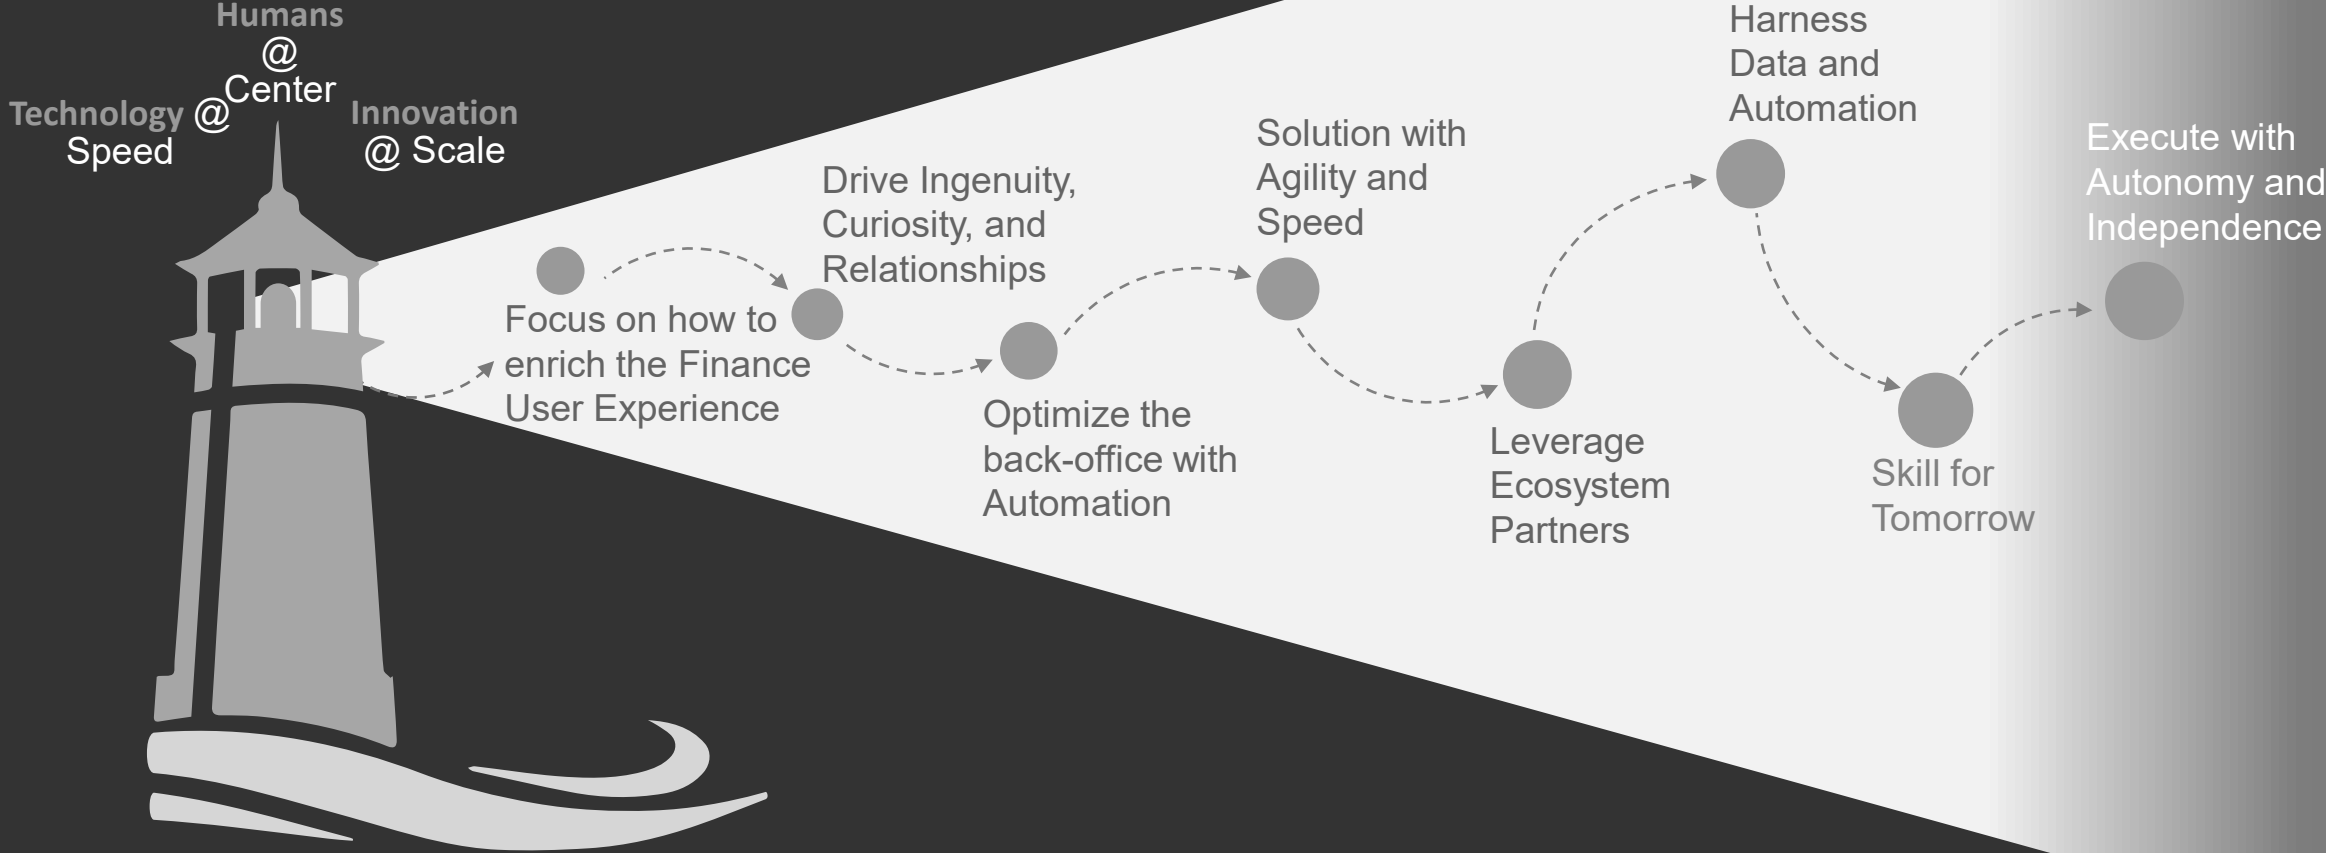 Humans
@
Center
Technology @
Speed
Innovation
@ Scale
Focus on how to
enrich the Finance
User Experience
Drive Ingenuity,
Curiosity, and
Relationships
Optimize the
back-office with
Automation
Solution with
Agility and
Speed
Leverage
Ecosystem
Partners
Harness
Data and
Automation
Skill for
Tomorrow
Execute with
Autonomy and
Independence